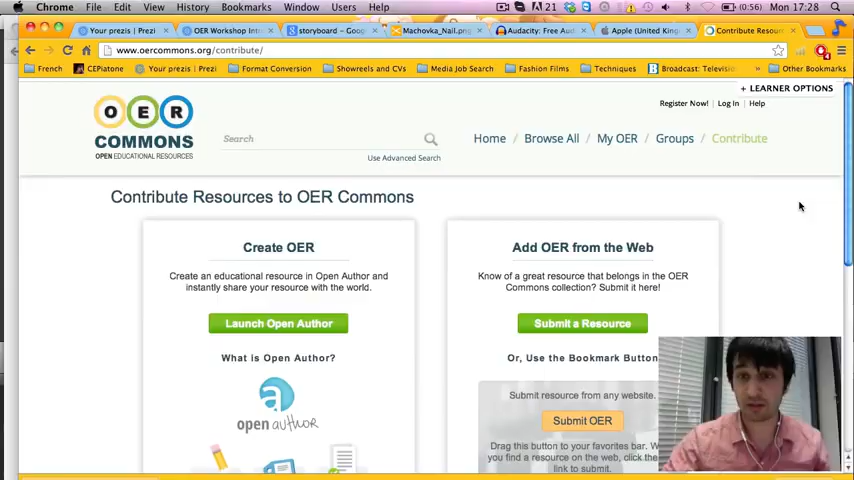 Chrome File Edit View History Bookmarks Window Users Help
21
(0:56) Mon 17:28
Your prezis | Prezi
OER Workshop Intr
storyboard – Goog
Machovka_Nail.png
Audacity: Free Aud
Apple (United King
Contribute Resourc
www.oercommons.org/contribute/
French
CEPiatone
Your prezis | Prezi
Format Conversion
Showreels and CVs
Media Job Search
Fashion Films
Techniques
Broadcast: Televisi
»
Other Bookmarks
+ LEARNER OPTIONS
Register Now! | Log In | Help
OER
COMMONS
OPEN EDUCATIONAL RESOURCES
Search
Use Advanced Search
Home / Browse All / My OER / Groups / Contribute
Contribute Resources to OER Commons
Create OER
Create an educational resource in Open Author and
instantly share your resource with the world.
Launch Open Author
What is Open Author?
a
open author
Add OER from the Web
Know of a great resource that belongs in the OER
Commons collection? Submit it here!
Submit a Resource
Or, Use the Bookmark Button
Submit resource from any website.
Submit OER
Drag this button to your favorites bar. W
you find a resource on the web, click the
link to submit.